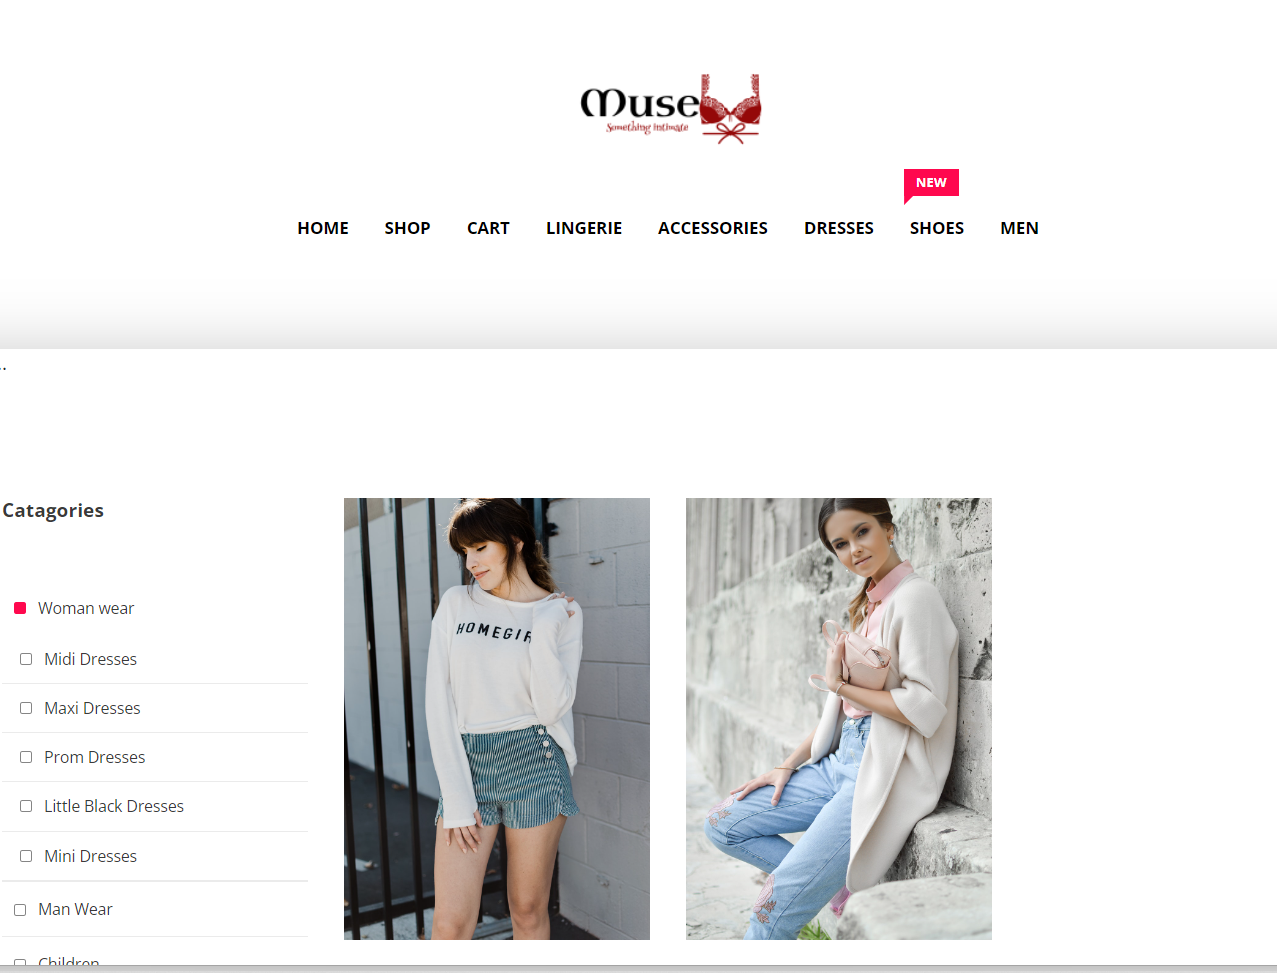 Muse
Something intimate
NEW
HOME SHOP CART LINGERIE ACCESSORIES DRESSES SHOES MEN
..
Catagories
Woman wear
Midi Dresses
Maxi Dresses
Prom Dresses
Little Black Dresses
Mini Dresses
Man Wear
Children
HOMEGIR